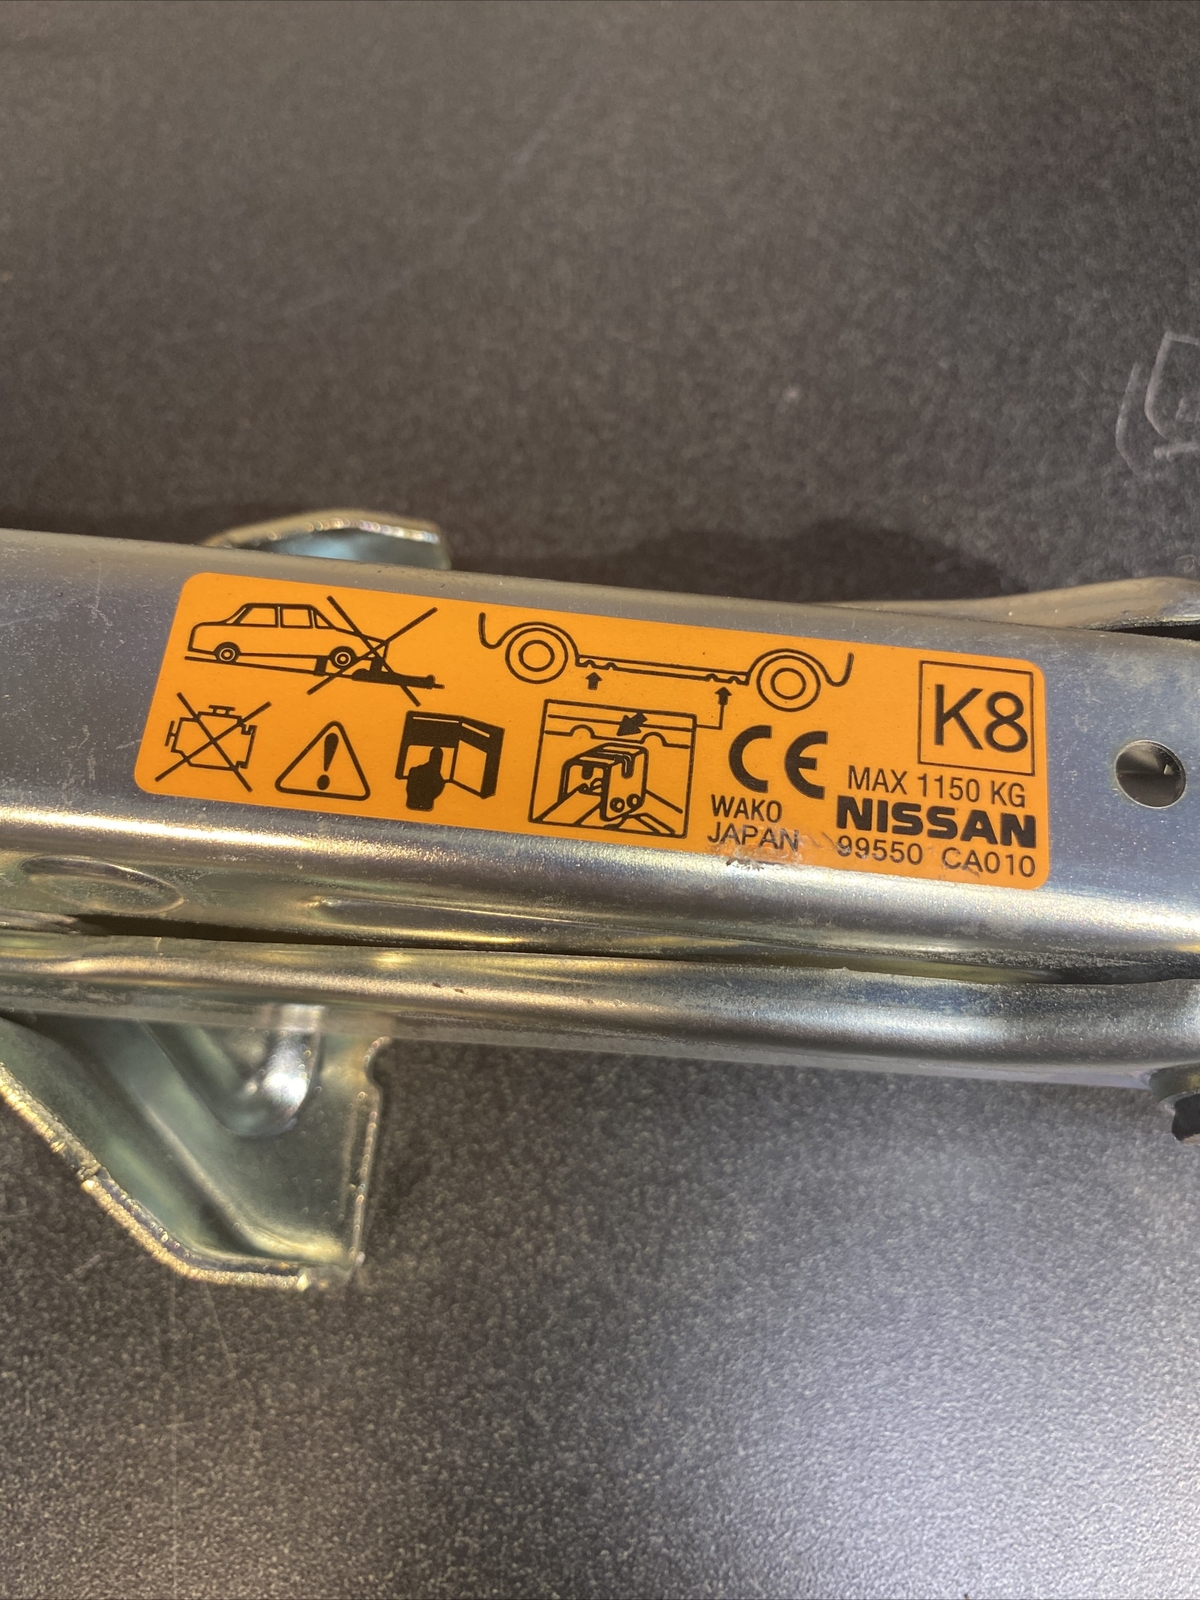 K8
CE
MAX 1150 KG
WAKO
NISSAN
JAPAN
99550 CA010